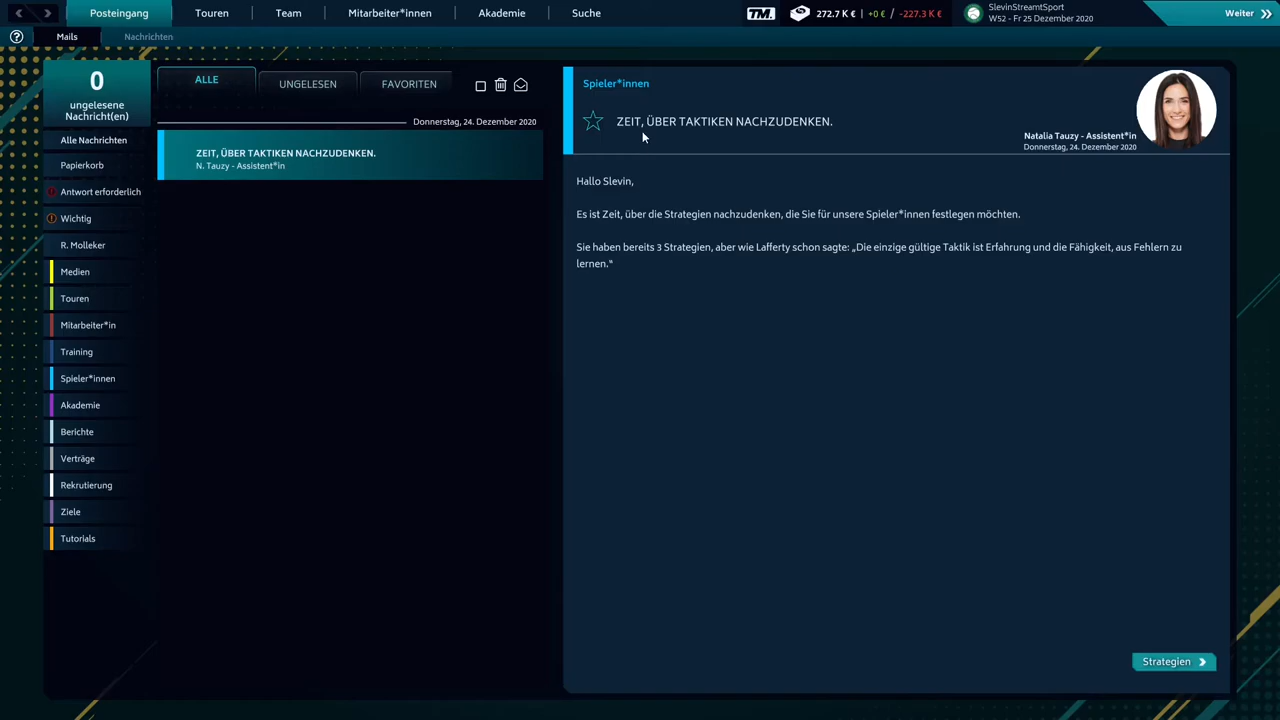 Posteingang
Touren
Team
Mitarbeiter*innen
Akademie
Suche
TM.
272.7 K € | +0 € / -227.3 K €
SlevinStreamtSport
W52 - Fr 25 Dezember 2020
Weiter
Mails
Nachrichten
0
ungelesene
Nachricht(en)
Alle Nachrichten
Papierkorb
Antwort erforderlich
Wichtig
R. Molleker
Medien
Touren
Mitarbeiter*in
Training
Spieler*innen
Akademie
Berichte
Verträge
Rekrutierung
Ziele
Tutorials
ALLE
UNGELESEN
FAVORITEN
Donnerstag, 24. Dezember 2020
ZEIT, ÜBER TAKTIKEN NACHZUDENKEN.
N. Tauzy - Assistent*in
Spieler*innen
ZEIT, ÜBER TAKTIKEN NACHZUDENKEN.
Natalia Tauzy - Assistent*in
Donnerstag, 24. Dezember 2020
Hallo Slevin,
Es ist Zeit, über die Strategien nachzudenken, die Sie für unsere Spieler*innen festlegen möchten.
Sie haben bereits 3 Strategien, aber wie Lafferty schon sagte: „Die einzige gültige Taktik ist Erfahrung und die Fähigkeit, aus Fehlern zu
lernen.“
Strategien